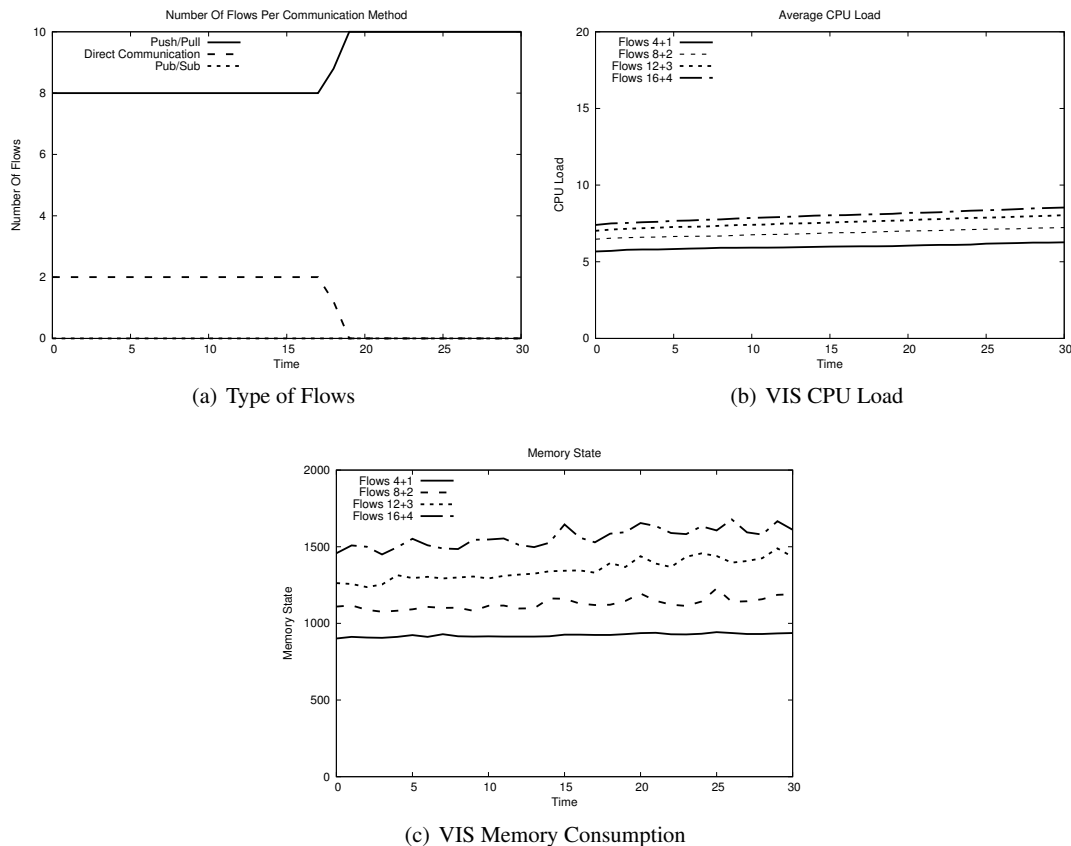 Number Of Flows Per Communication Method
Push/Pull
Direct Communication
Pub/Sub
10
8
6
4
2
0
Number Of Flows
0 5 10 15 20 25 30
Time
(a) Type of Flows
Average CPU Load
Flows 4+1
Flows 8+2
Flows 12+3
Flows 16+4
20
15
10
5
0
CPU Load
0 5 10 15 20 25 30
Time
(b) VIS CPU Load
Memory State
Flows 4+1
Flows 8+2
Flows 12+3
Flows 16+4
2000
1500
1000
500
0
Memory State
0 5 10 15 20 25 30
Time
(c) VIS Memory Consumption